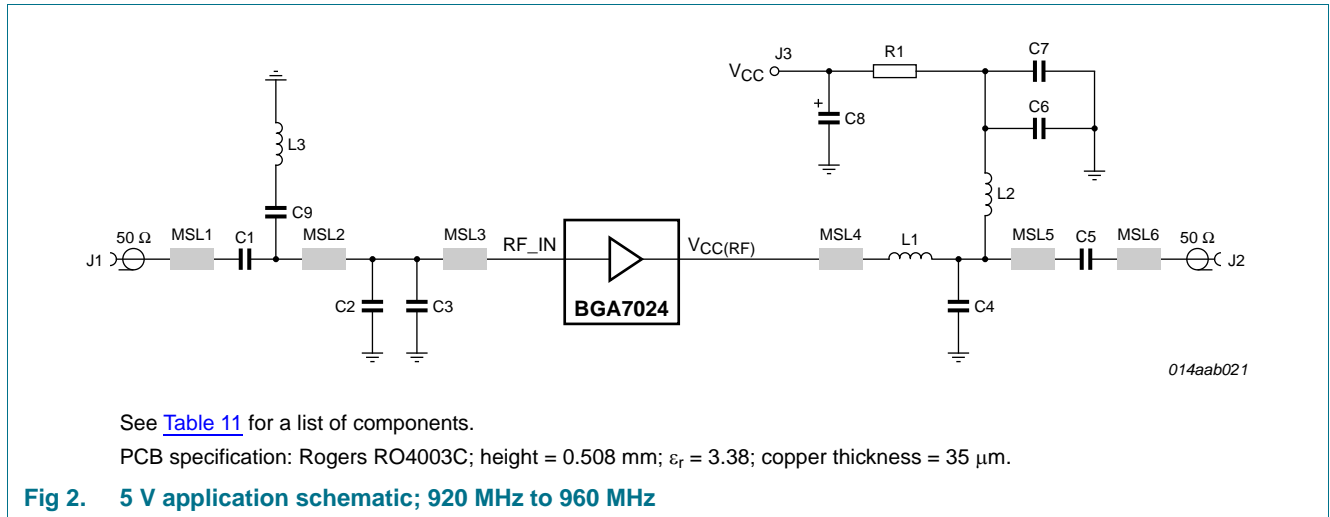 J3
R1
C7
VCC
+
C8
C6
L3
L2
C9
50 Ω
MSL1
C1
MSL2
MSL3
RF_IN
VCC(RF)
MSL4
L1
MSL5
C5
MSL6
50 Ω
J1
J2
C2
C3
BGA7024
C4
014aab021
See Table 11 for a list of components.
PCB specification: Rogers RO4003C; height = 0.508 mm; εr = 3.38; copper thickness = 35 μm.
Fig 2. 5 V application schematic; 920 MHz to 960 MHz